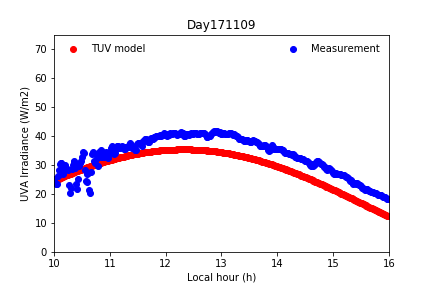 Day171109
TUV model
Measurement
UVA Irradiance (W/m2)
70
60
50
40
30
20
10
0
10 11 12 13 14 15 16
Local hour (h)